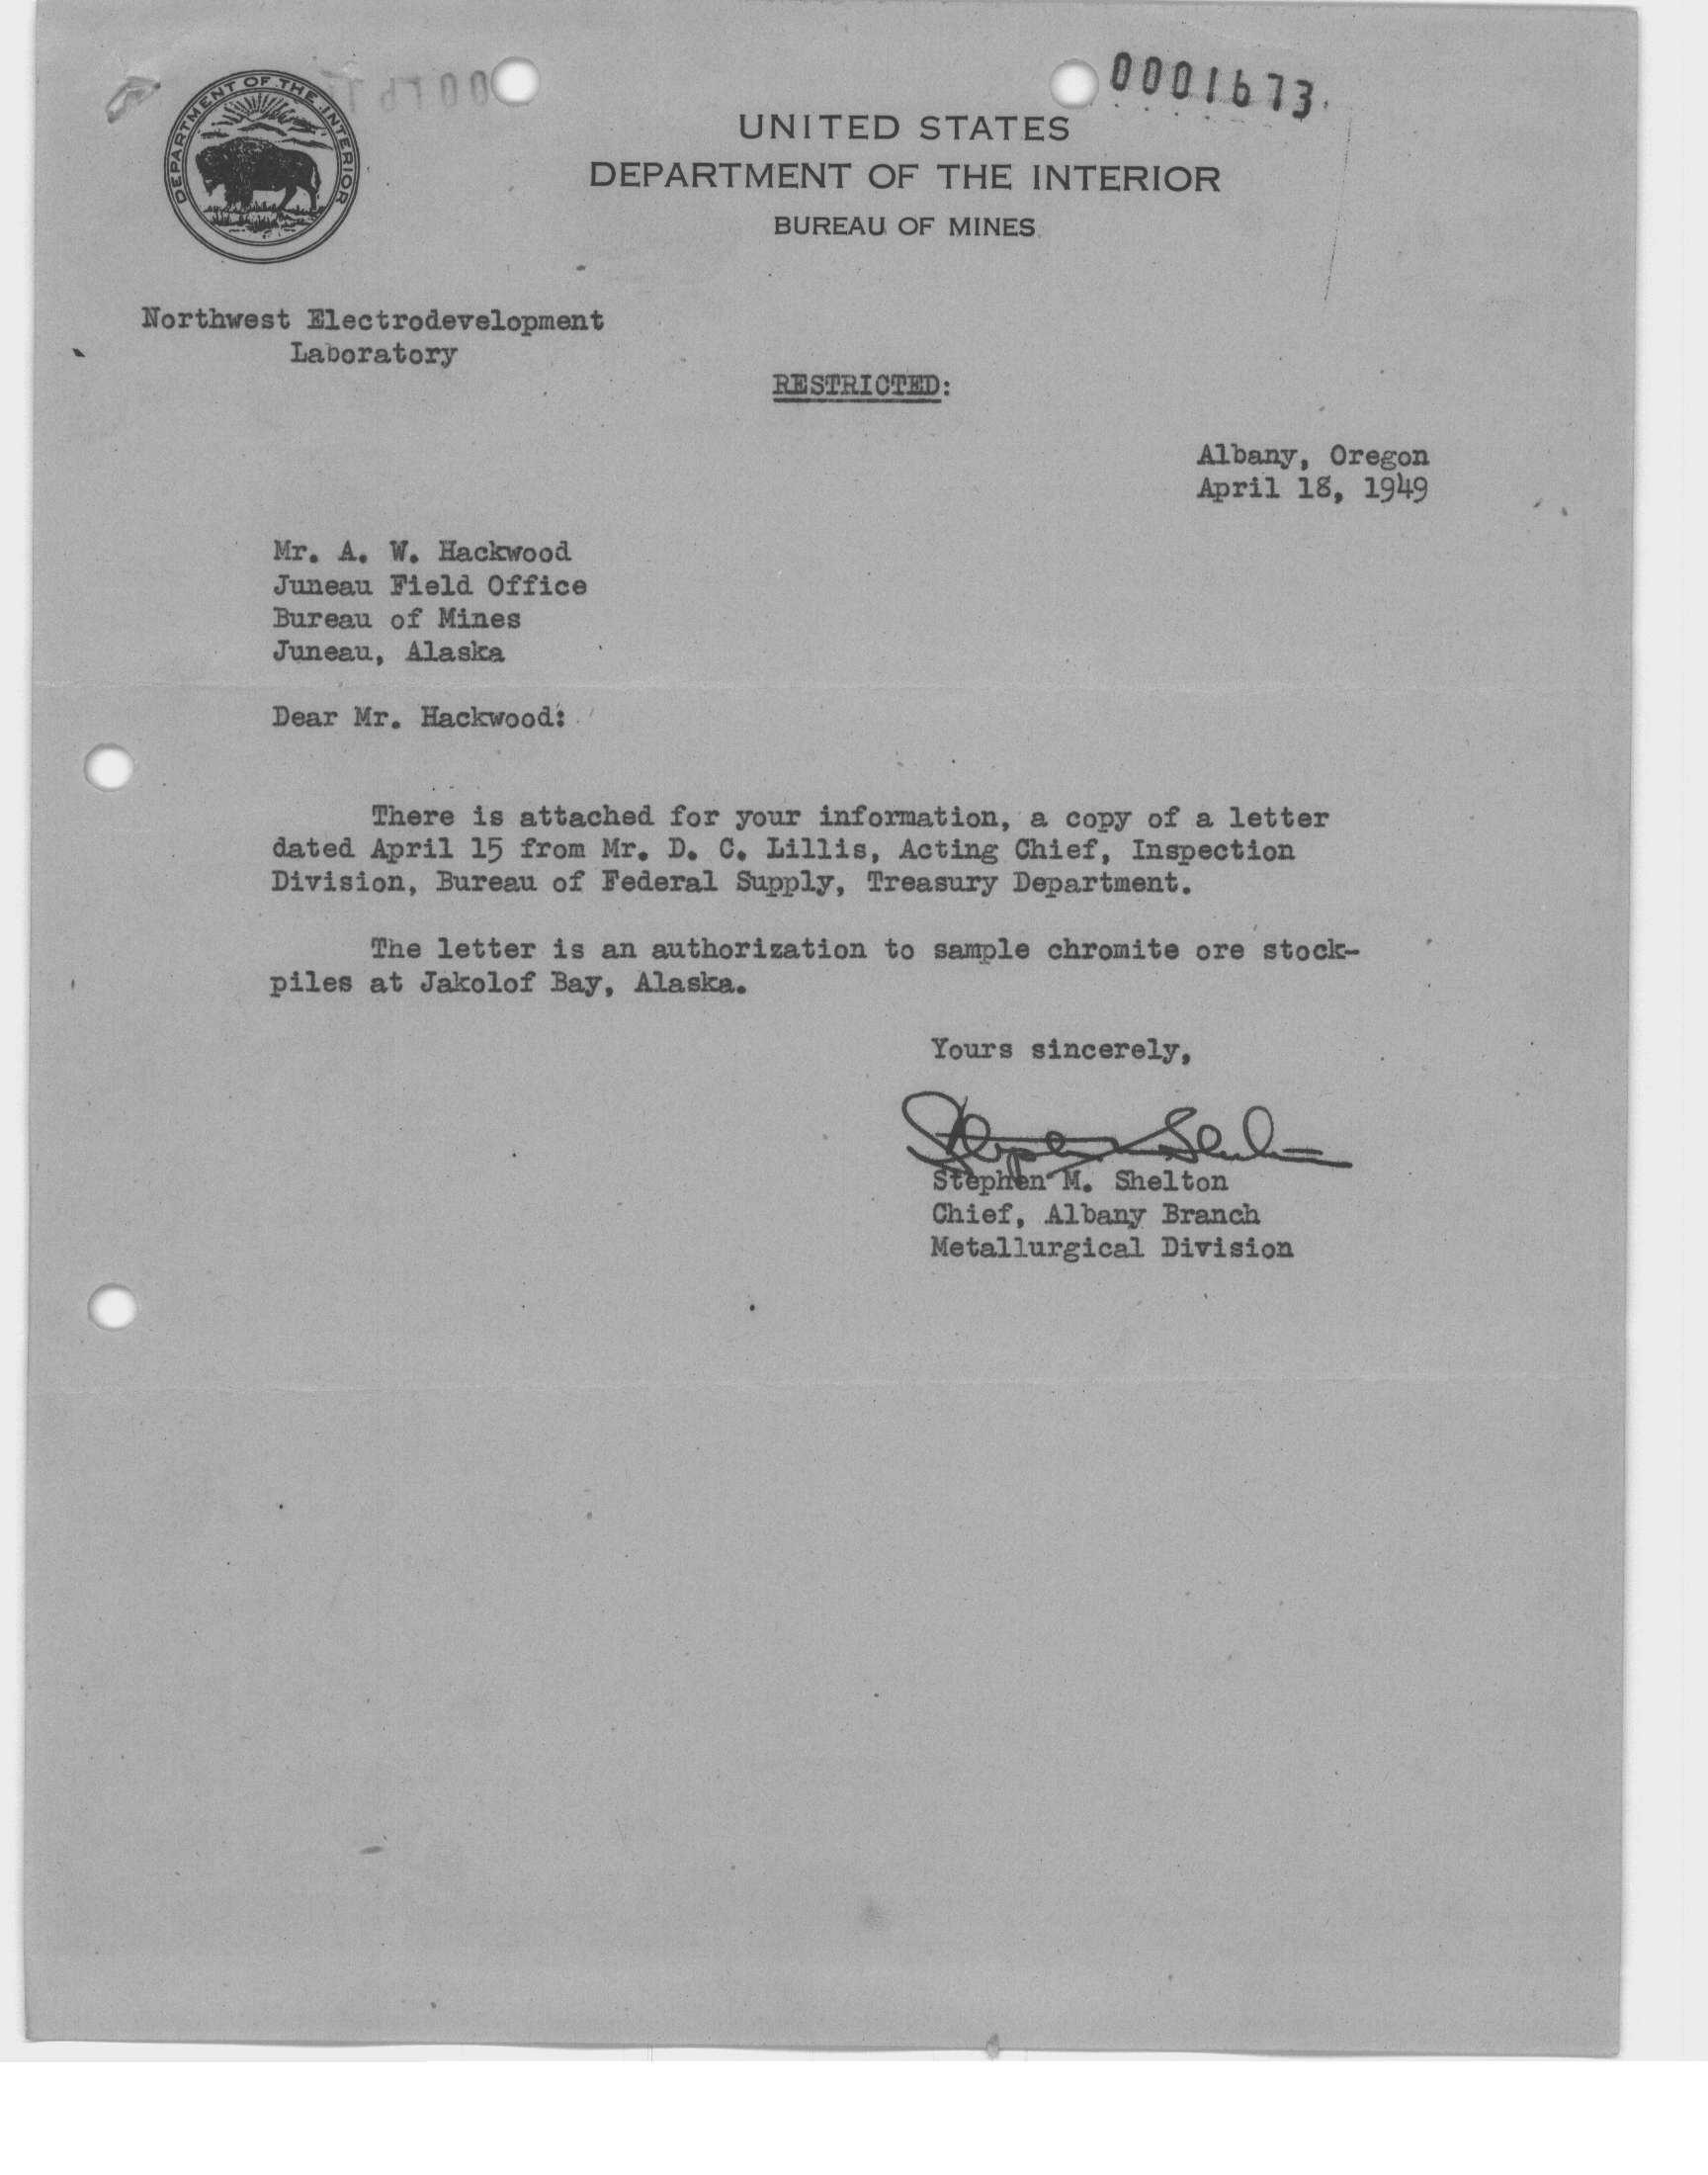 0001673
DEPARTMENT OF THE INTERIOR
UNITED STATES
DEPARTMENT OF THE INTERIOR
BUREAU OF MINES
Northwest Electrodevelopment
Laboratory
RESTRICTED:
Albany, Oregon
April 18, 1949
Mr. A. W. Hackwood
Juneau Field Office
Bureau of Mines
Juneau, Alaska
Dear Mr. Hackwood:
There is attached for your information, a copy of a letter
dated April 15 from Mr. D. C. Lillis, Acting Chief, Inspection
Division, Bureau of Federal Supply, Treasury Department.
The letter is an authorization to sample chromite ore stock-
piles at Jakolof Bay, Alaska.
Yours sincerely,
Stephen M. Shelton
Chief, Albany Branch
Metallurgical Division